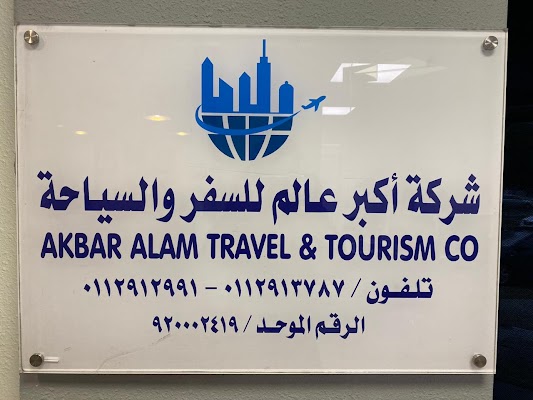 شركة أكبر عالم للسفر والسياحة
AKBAR ALAM TRAVEL & TOURISM CO
تلفون / ٠١١٢٩١٣٧٨٧ - ٠١١٢٩١٢٩٩١
الرقم الموحد / ٩٢٠٠٠٢٤١٩